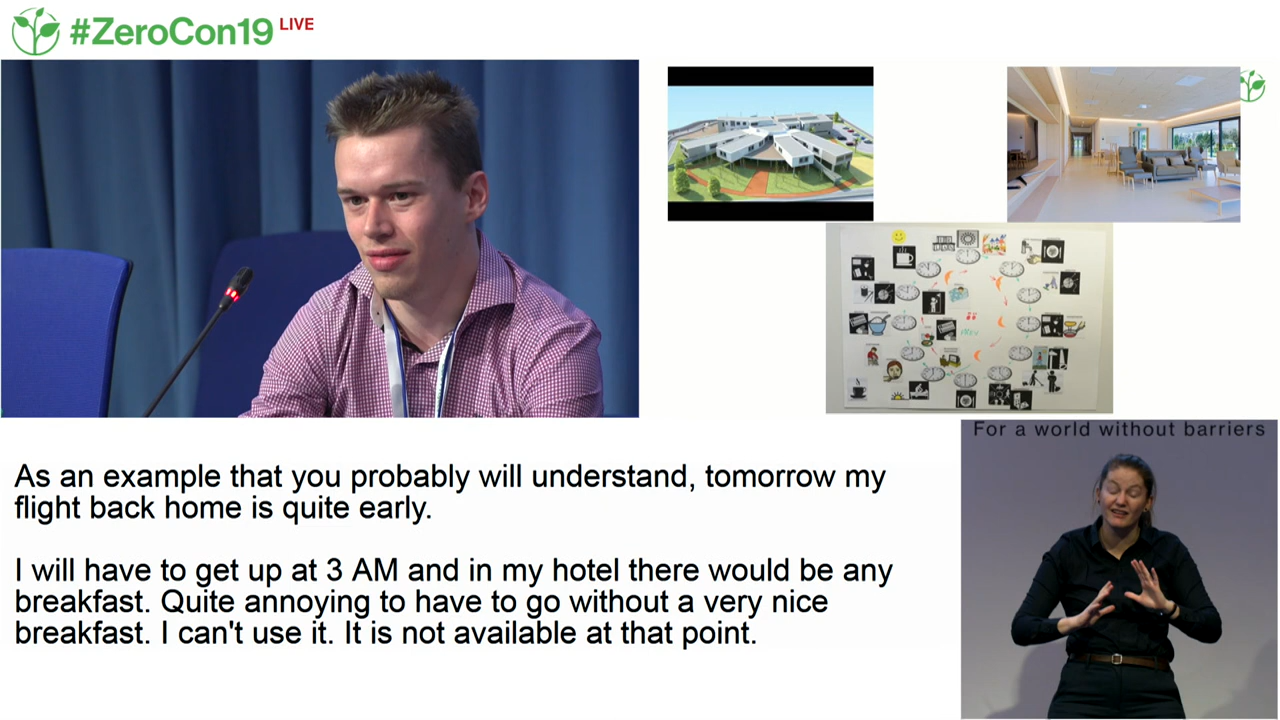 #ZeroCon19 LIVE
For a world without barriers
As an example that you probably will understand, tomorrow my
flight back home is quite early.
I will have to get up at 3 AM and in my hotel there would be any
breakfast. Quite annoying to have to go without a very nice
breakfast. I can't use it. It is not available at that point.